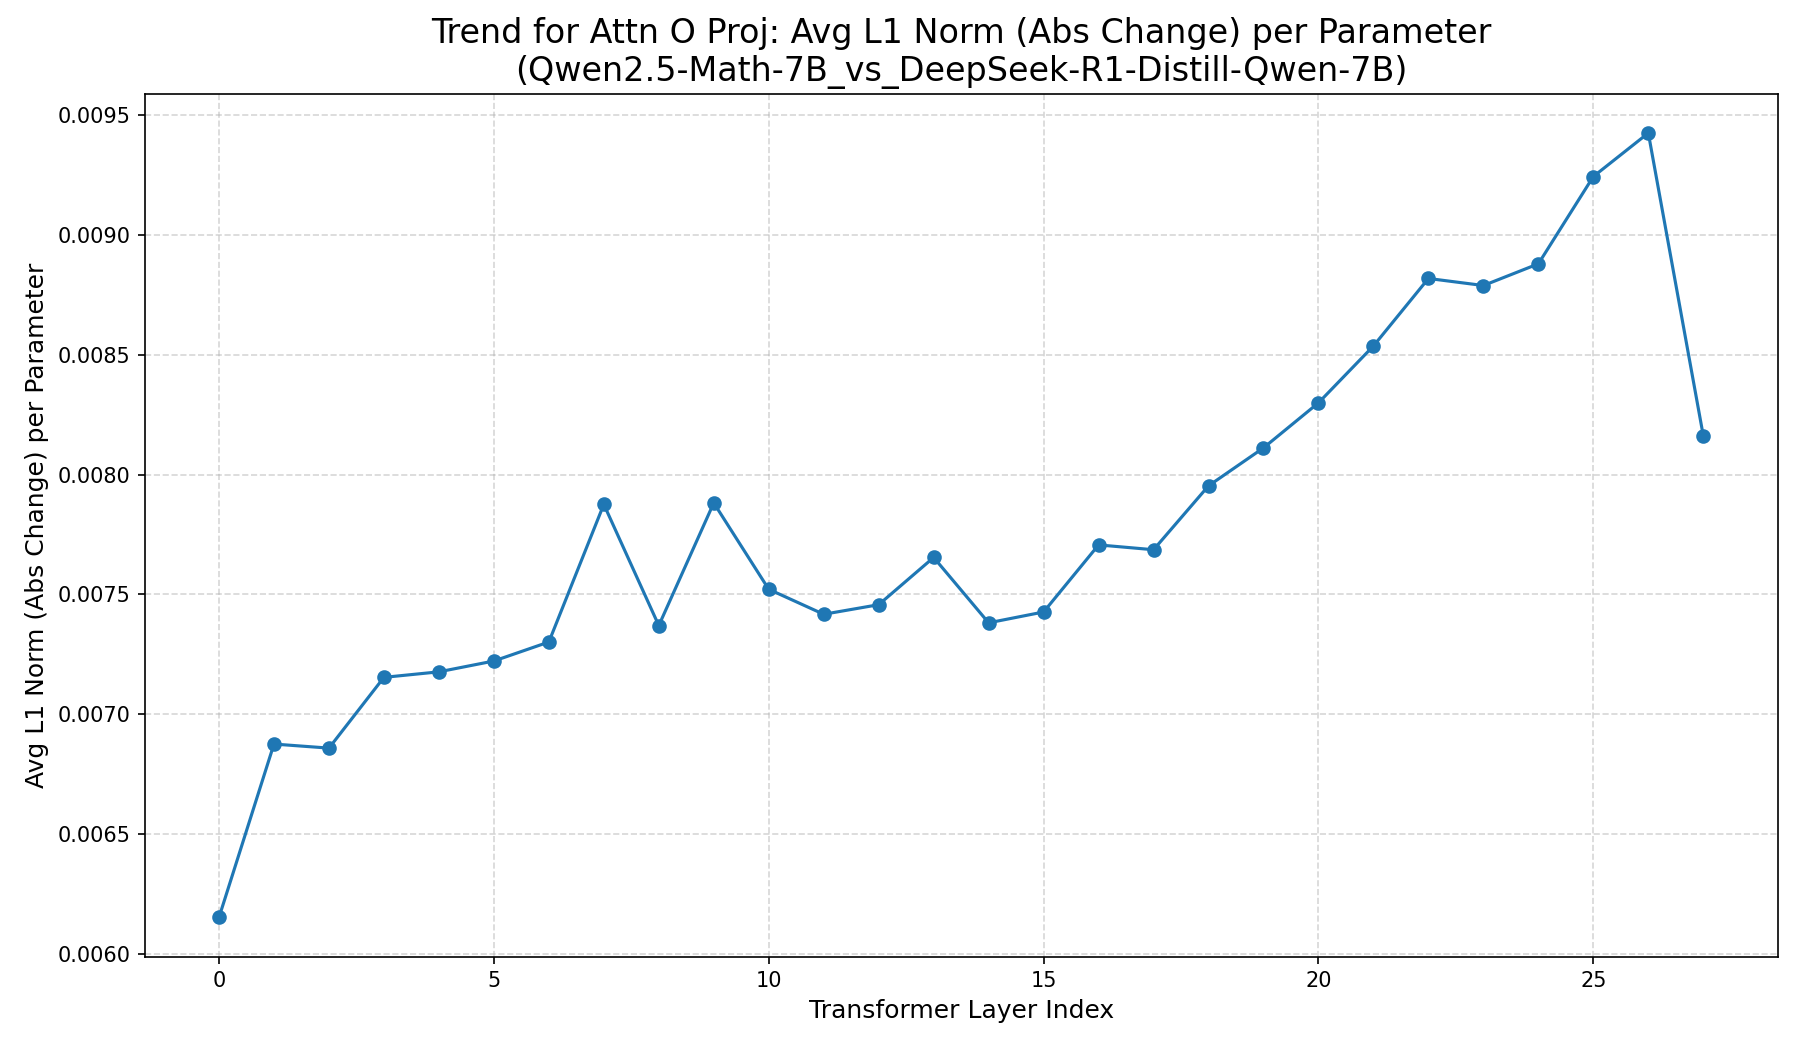 Trend for Attn O Proj: Avg L1 Norm (Abs Change) per Parameter
(Qwen2.5-Math-7B_vs_DeepSeek-R1-Distill-Qwen-7B)
Avg L1 Norm (Abs Change) per Parameter
0.0095
0.0090
0.0085
0.0080
0.0075
0.0070
0.0065
0.0060
0 5 10 15 20 25
Transformer Layer Index